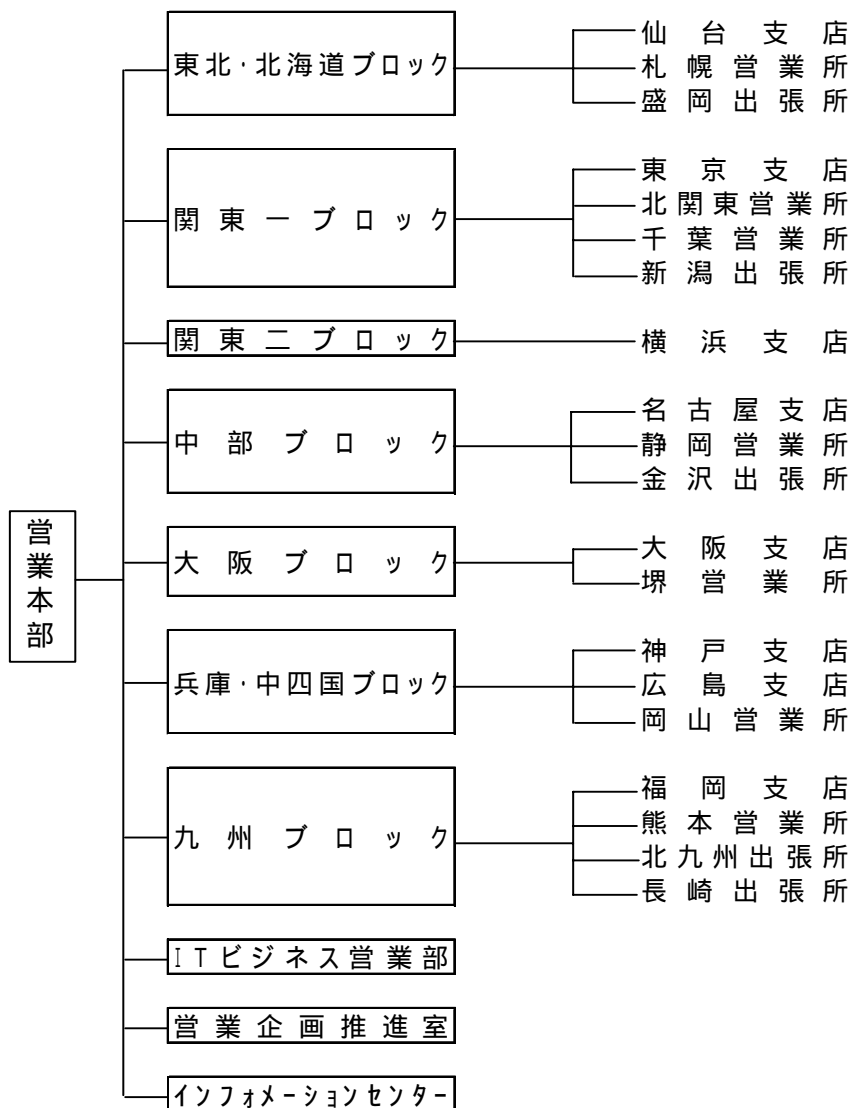 営業本部
東北・北海道ブロック
仙台支店
札幌営業所
盛岡出張所
関東一ブロック
東京支店
北関東営業所
千葉営業所
新潟出張所
関東二ブロック
横浜支店
中部ブロック
名古屋支店
静岡営業所
金沢出張所
大阪ブロック
大阪支店
堺営業所
兵庫・中四国ブロック
神戸支店
広島支店
岡山営業所
九州ブロック
福岡支店
熊本営業所
北九州出張所
長崎出張所
ITビジネス営業部
営業企画推進室
インフォメーションセンター